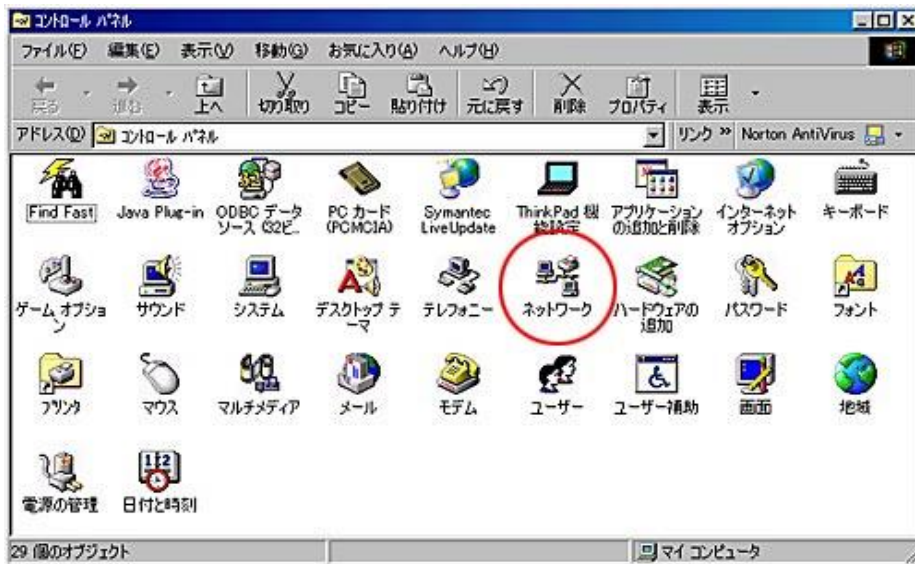 コントロール パネル
ファイル(F) 編集(E) 表示(V) 移動(G) お気に入り(A) ヘルプ(H)
戻る 進む 上へ 切り取り コピー 貼り付け 元に戻す 削除 プロパティ 表示
アドレス(D) コントロール パネル リンク » Norton AntiVirus
Find Fast Java Plug-in ODBC データ PC カード Symantec ThinkPad 機 アプリケーション インターネット キーボード
ソース (32ビ... (PCMCIA) LiveUpdate 能設定 の追加と削除 オプション
ゲーム オプショ サウンド システム デスクトップ テ テレフォニー ネットワーク ハードウェアの パスワード フォント
ン ーマ 追加
プリンタ マウス マルチメディア メール モデム ユーザー ユーザー補助 画面 地域
電源の管理 日付と時刻
29 個のオブジェクト マイ コンピュータ